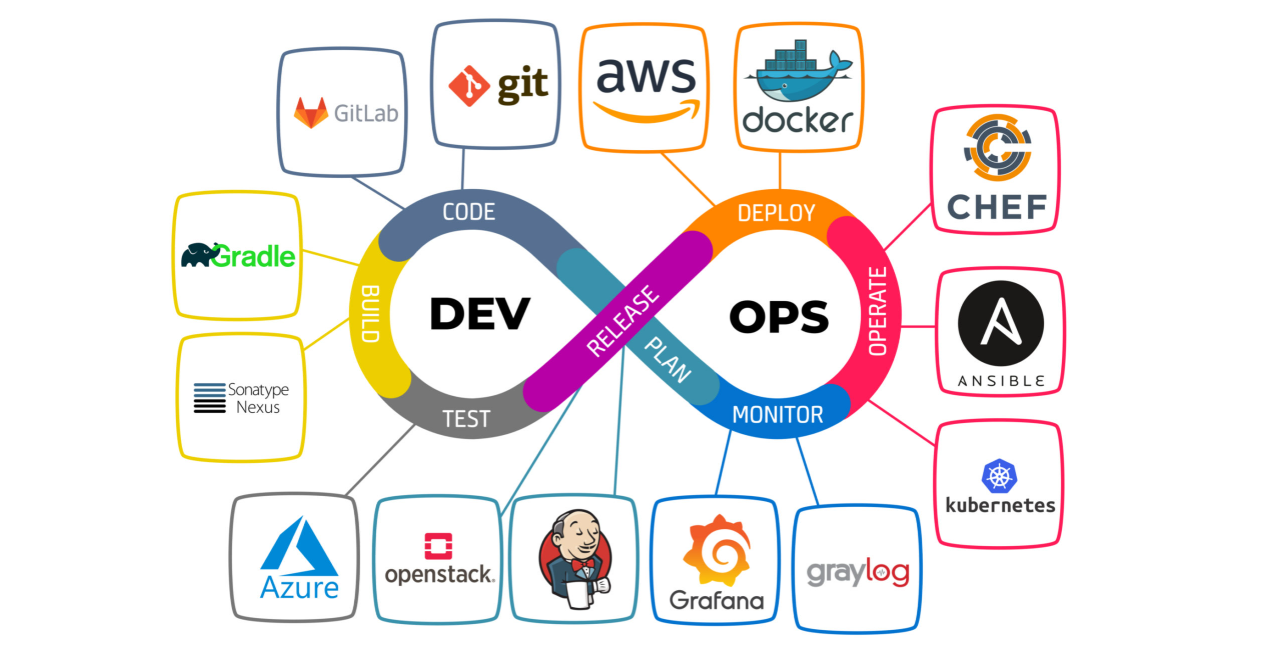 GitLab
git
aws
docker
CHEF
Gradle
CODE
DEPLOY
BUILD
DEV
RELEASE
OPS
OPERATE
ANSIBLE
PLAN
Sonatype
Nexus
TEST
MONITOR
kubernetes
Azure
openstack.
Grafana
graylog